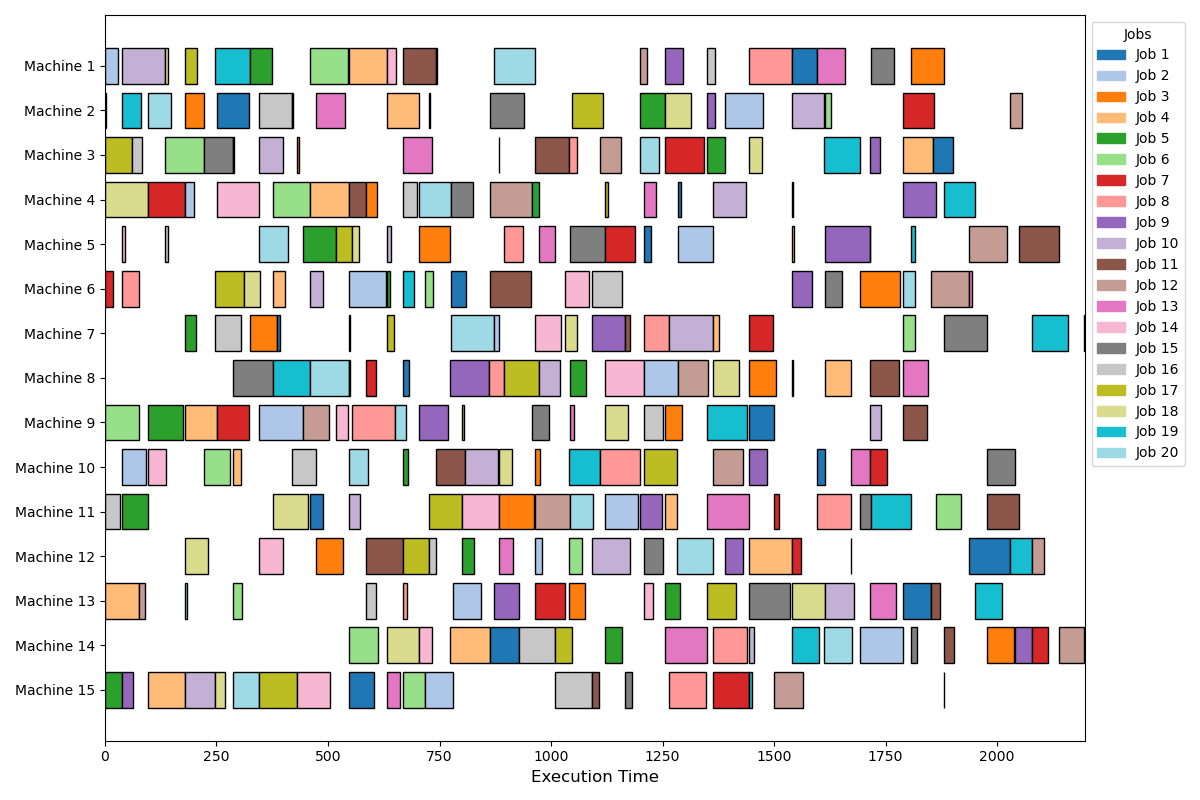 Machine 1
Machine 2
Machine 3
Machine 4
Machine 5
Machine 6
Machine 7
Machine 8
Machine 9
Machine 10
Machine 11
Machine 12
Machine 13
Machine 14
Machine 15
0 250 500 750 1000 1250 1500 1750 2000
Execution Time
Jobs
Job 1
Job 2
Job 3
Job 4
Job 5
Job 6
Job 7
Job 8
Job 9
Job 10
Job 11
Job 12
Job 13
Job 14
Job 15
Job 16
Job 17
Job 18
Job 19
Job 20